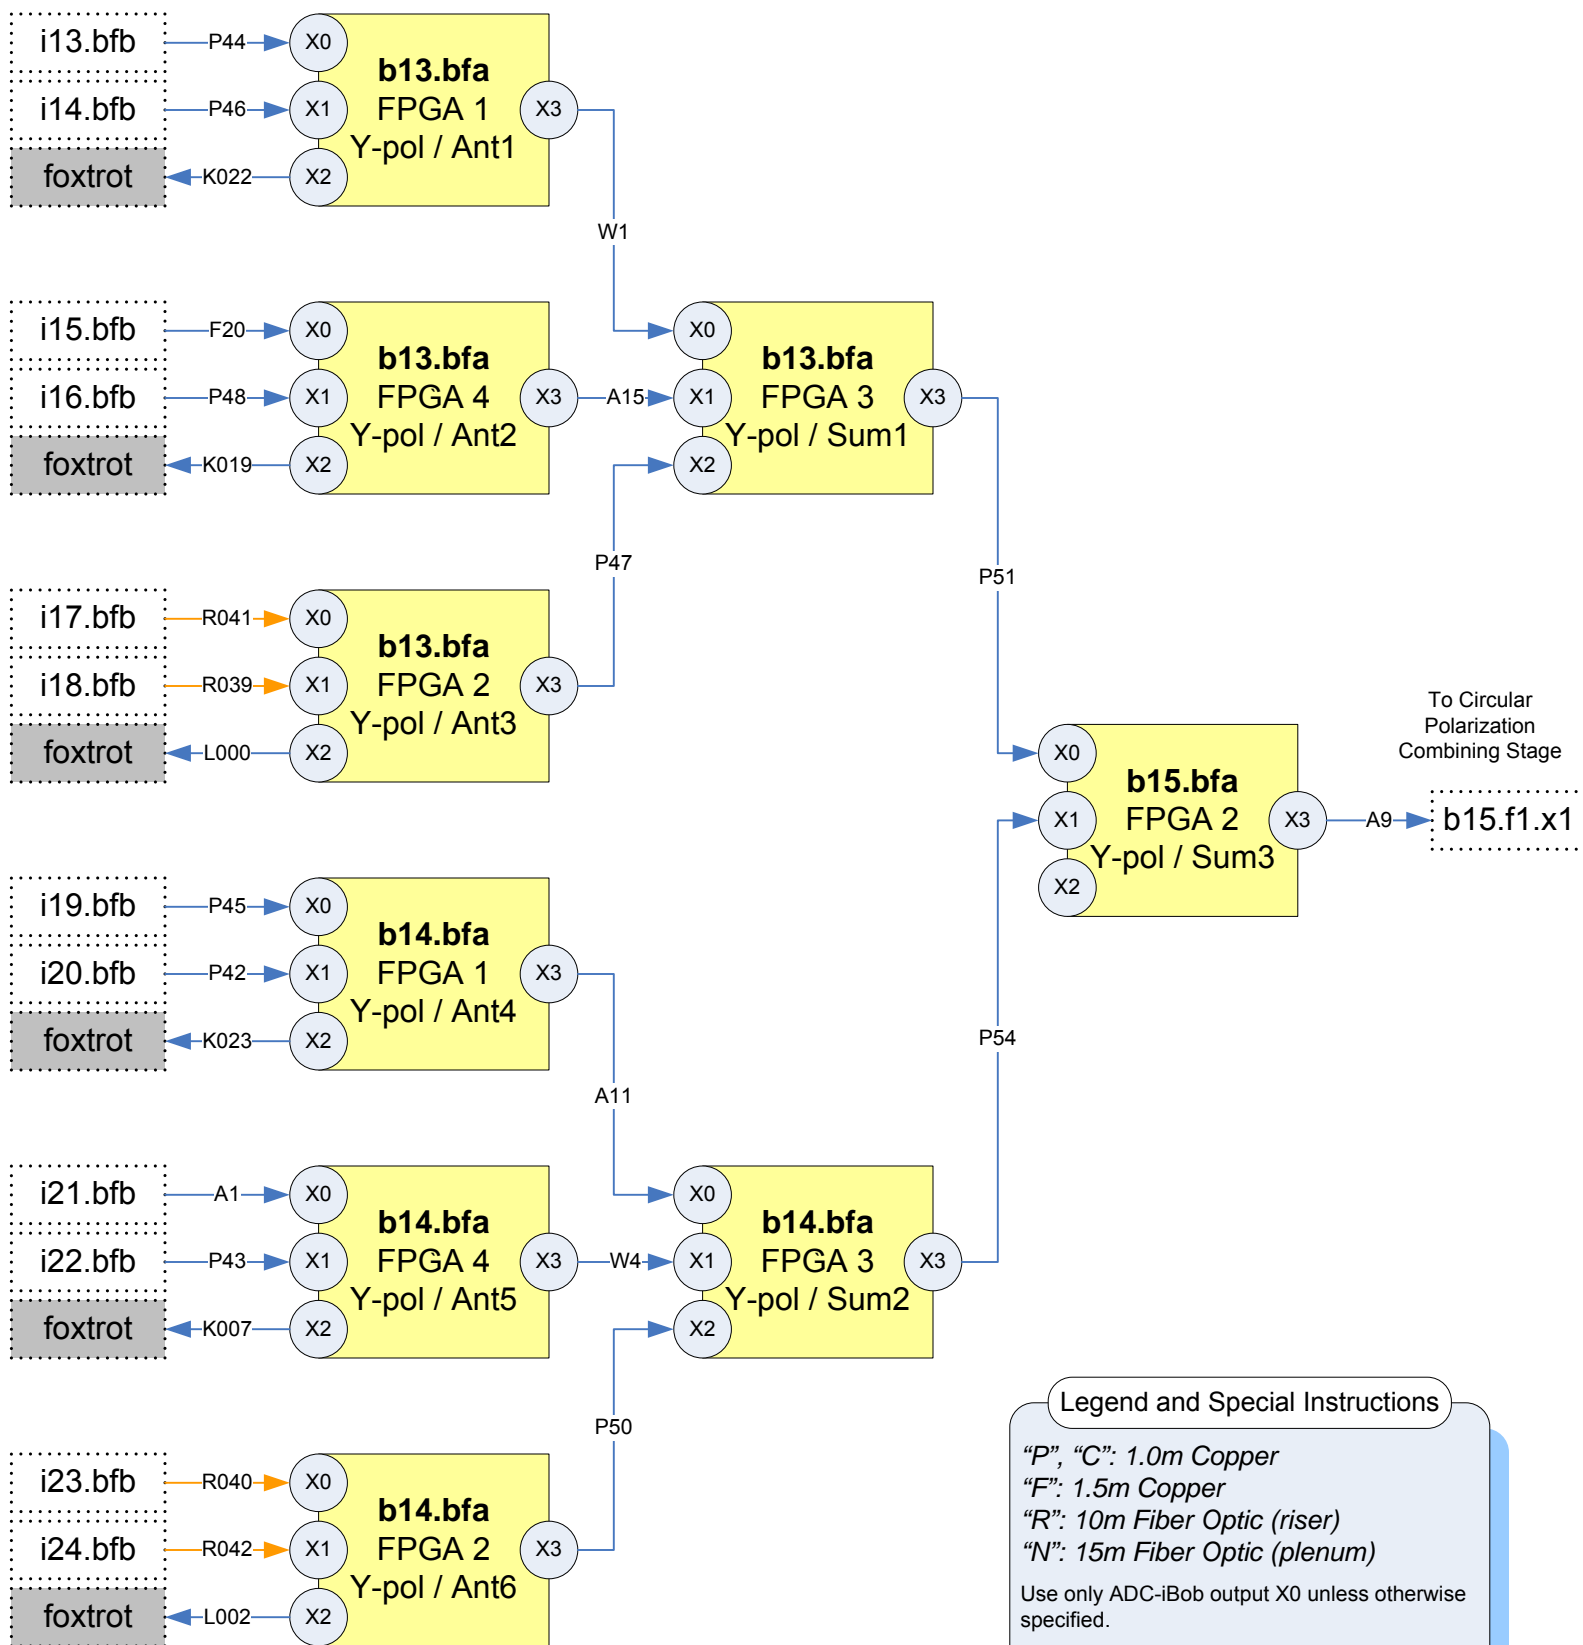 i13.bfb
P44
X0
i14.bfb
P46
X1
foxtrot
K022
X2
b13.bfa
FPGA 1
Y-pol / Ant1
X3
W1
i15.bfb
F20
X0
i16.bfb
P48
X1
foxtrot
K019
X2
b13.bfa
FPGA 4
Y-pol / Ant2
X3
A15
X0
X1
X2
b13.bfa
FPGA 3
Y-pol / Sum1
X3
P47
P51
i17.bfb
R041
X0
i18.bfb
R039
X1
foxtrot
L000
X2
b13.bfa
FPGA 2
Y-pol / Ant3
X3
To Circular
Polarization
Combining Stage
X0
X1
X2
b15.bfa
FPGA 2
Y-pol / Sum3
X3
A9
b15.f1.x1
i19.bfb
P45
X0
i20.bfb
P42
X1
foxtrot
K023
X2
b14.bfa
FPGA 1
Y-pol / Ant4
X3
A11
P54
i21.bfb
A1
X0
i22.bfb
P43
X1
foxtrot
K007
X2
b14.bfa
FPGA 4
Y-pol / Ant5
X3
W4
X0
X1
X2
b14.bfa
FPGA 3
Y-pol / Sum2
X3
P50
i23.bfb
R040
X0
i24.bfb
R042
X1
foxtrot
L002
X2
b14.bfa
FPGA 2
Y-pol / Ant6
X3
Legend and Special Instructions
“P”, “C”: 1.0m Copper
“F”: 1.5m Copper
“R”: 10m Fiber Optic (riser)
“N”: 15m Fiber Optic (plenum)
Use only ADC-iBob output X0 unless otherwise
specified.